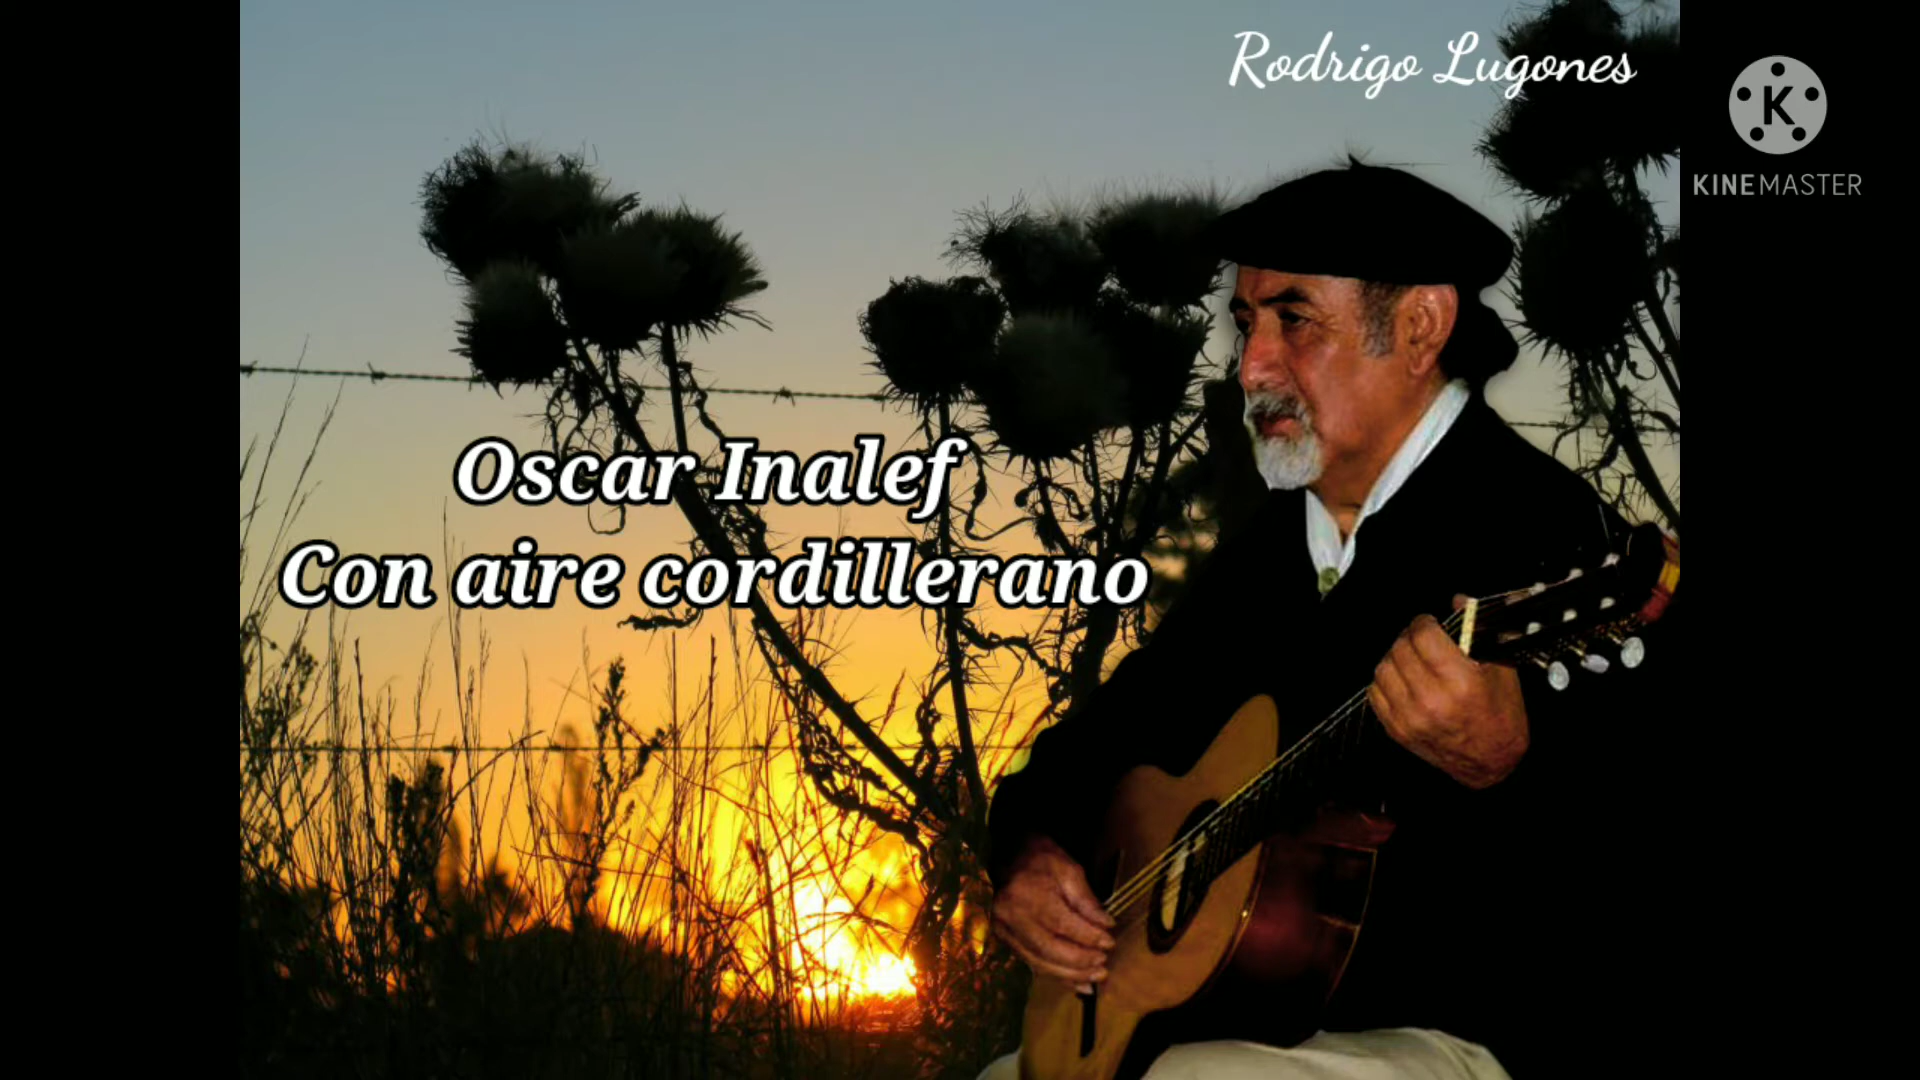 Rodrigo Lugones
K
KINEMASTER
Oscar Inalef
Con aire cordillerano